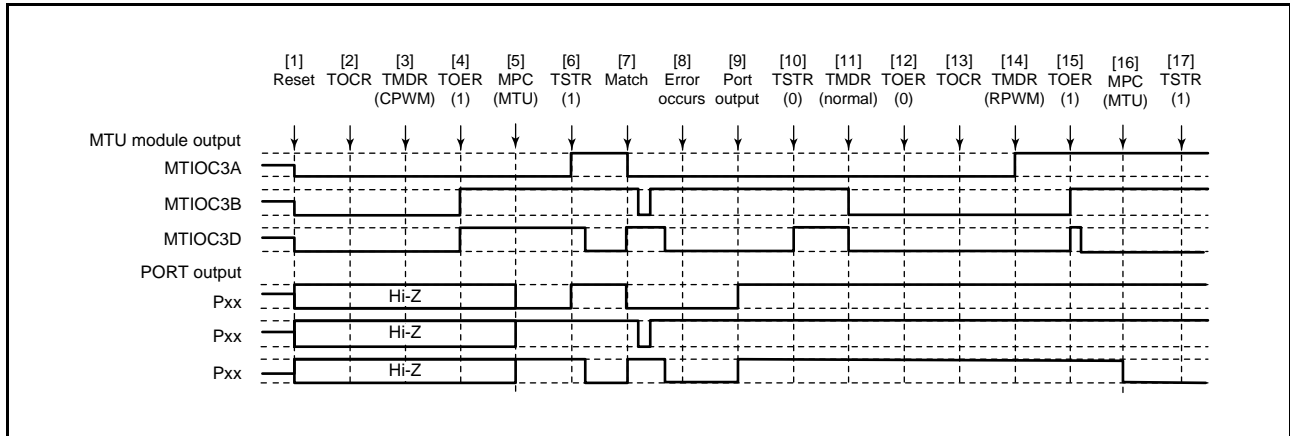 [1] [2] [3] [4] [5] [6] [7] [8] [9] [10] [11] [12] [13] [14] [15] [16] [17]
Reset TOCR TMDR TOER MPC TSTR Match Error Port TSTR TMDR TOER TOCR TMDR TOER MPC TSTR
(CPWM) (1) (MTU) (1) occurs output (0) (normal) (0) (RPWM) (1) (MTU) (1)
MTU module output
MTIOC3A
MTIOC3B
MTIOC3D
PORT output
Pxx Hi-Z
Pxx Hi-Z
Pxx Hi-Z